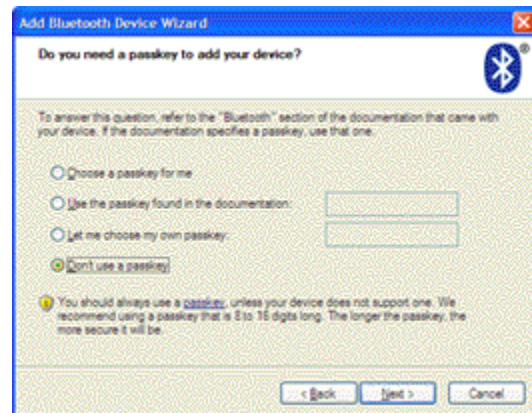 Add Bluetooth Device Wizard
Do you need a passkey to add your device?
®
To answer this question, refer to the "Bluetooth" section of the documentation that came with
your device. If the documentation specifies a passkey, use that one.
Choose a passkey for me
Use the passkey found in the documentation:
Let me choose my own passkey:
Don't use a passkey
You should always use a passkey, unless your device does not support one. We
recommend using a passkey that is 8 to 16 digits long. The longer the passkey, the
more secure it will be.
< Back Next > Cancel